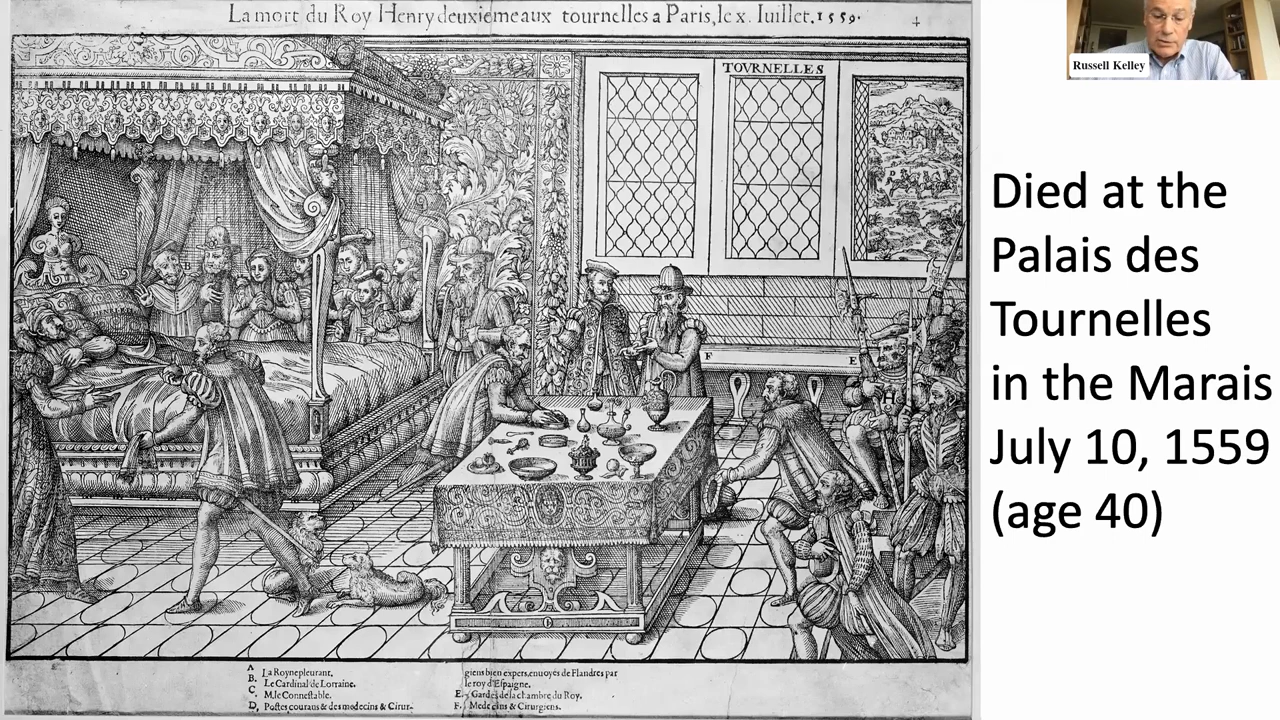 La mort du Roy Henry deuxieme aux tournelles a Paris, le x. Iuillet. 1559.
TOVRNELLES
Russell Kelley
Died at the
Palais des
Tournelles
in the Marais
July 10, 1559
(age 40)
B
F
E
H
C
A La Royne pleurant.
B. Le Cardinal de Lorraine.
C. M. le Connestable.
D, Postes courans & des medecins & Cirur-
giens bien expers, enuoyés de Flandres par
le roy d'Espaigne.
E. Gardes de la chambre du Roy.
F. Medecins & Cirurgiens.